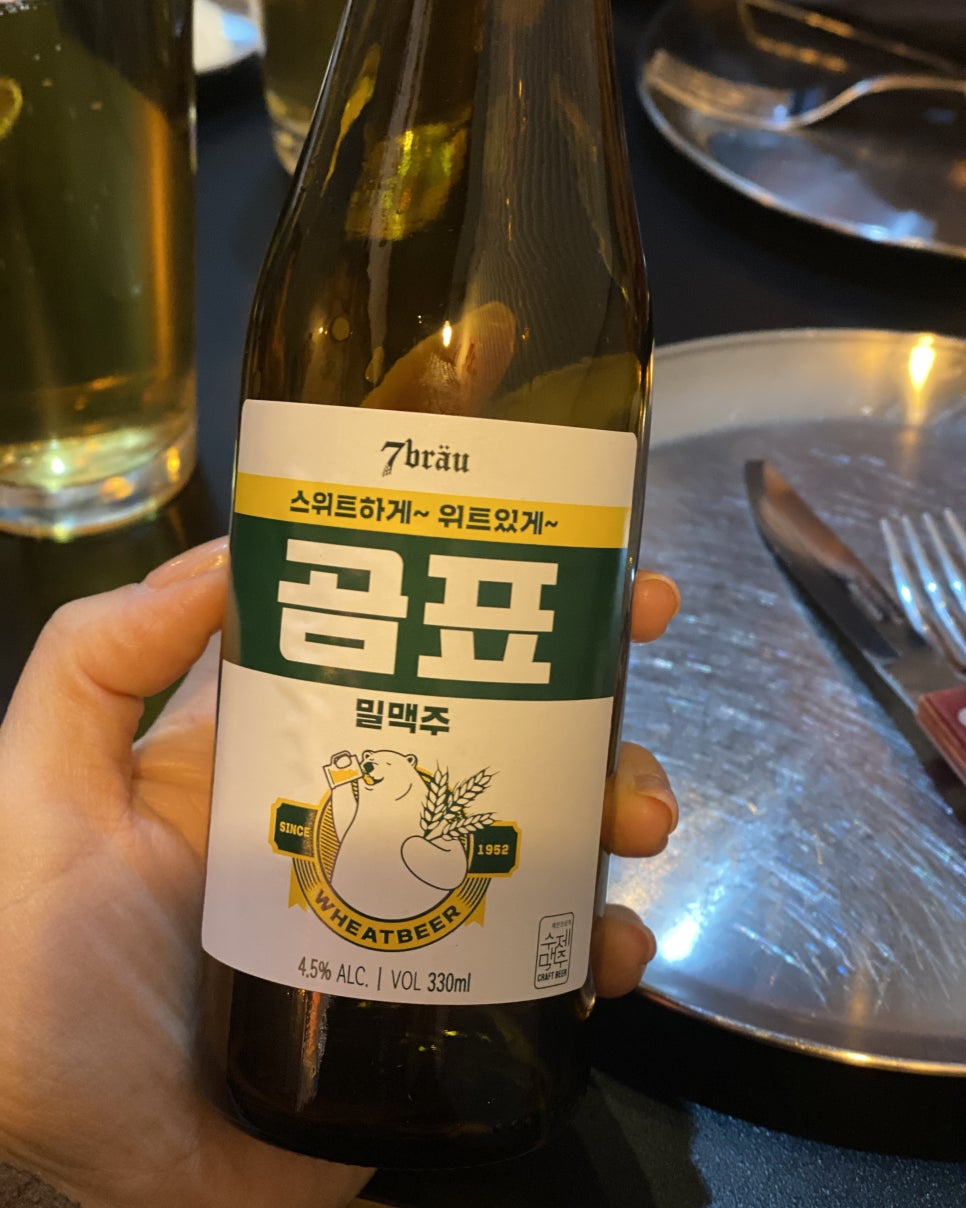 7bräu
스위트하게~ 위트있게~
곰표
밀맥주
SINCE 1952
WHEATBEER
4.5% ALC. | VOL 330ml
수제
맥주
CRAFT BEER